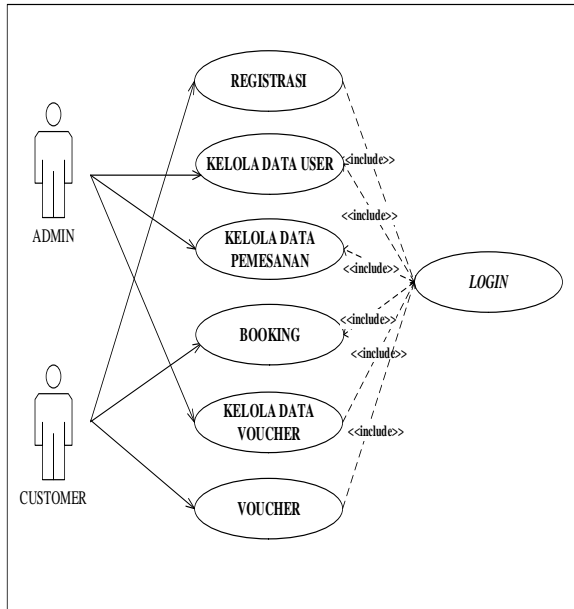 REGISTRASI
KELOLA DATA USER
<include>>
ADMIN
<<include>>
KELOLA DATA
PEMESANAN
<<include>>
LOGIN
<<include>>
BOOKING
<<include>>
KELOLA DATA
VOUCHER
<<include>>
CUSTOMER
VOUCHER